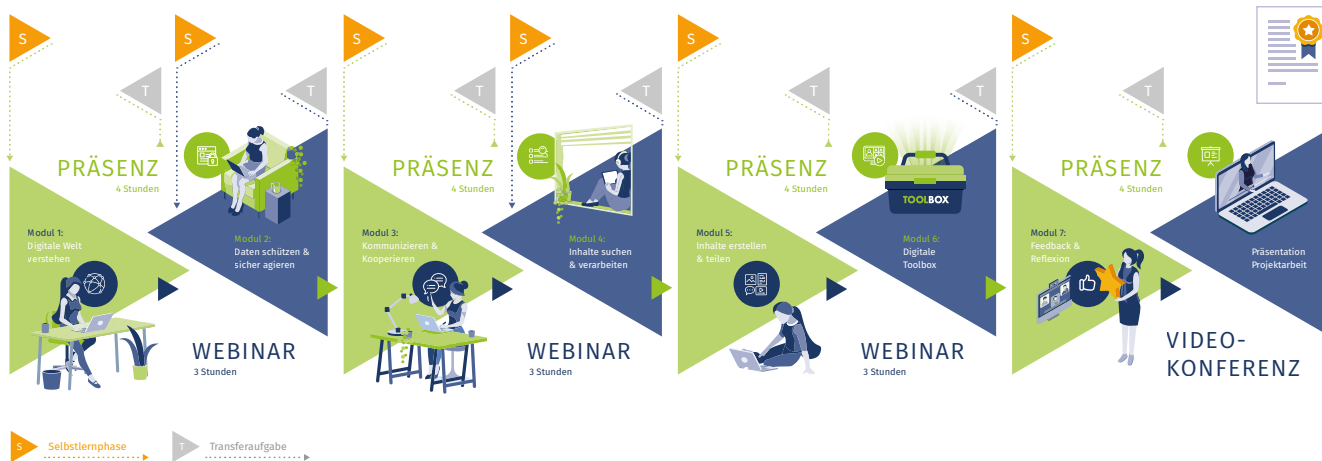 S
S
S
S
S
S
T
T
T
T
T
T
T
PRÄSENZ
4 Stunden
Modul 1:
Digitale Welt
verstehen
Modul 2:
Daten schützen &
sicher agieren
WEBINAR
3 Stunden
PRÄSENZ
4 Stunden
Modul 3:
Kommunizieren &
Kooperieren
Modul 4:
Inhalte suchen
& verarbeiten
WEBINAR
3 Stunden
PRÄSENZ
4 Stunden
Modul 5:
Inhalte erstellen
& teilen
TOOLBOX
Modul 6:
Digitale
Toolbox
WEBINAR
3 Stunden
PRÄSENZ
4 Stunden
Modul 7:
Feedback &
Reflexion
Präsentation
Projektarbeit
VIDEO-
KONFERENZ
S Selbstlernphase
T Transferaufgabe